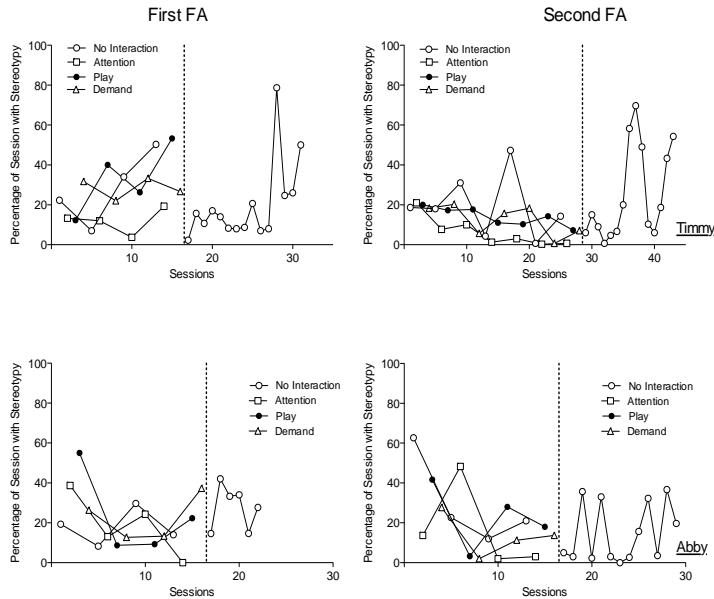 First FA
Second FA
Percentage of Session with Stereotypy
100
80
60
40
20
0
No Interaction
Attention
Play
Demand
10
20
30
Sessions
Percentage of Session with Stereotypy
100
80
60
40
20
0
No Interaction
Attention
Play
Demand
10
20
30
40
Sessions
Timmy
Percentage of Session with Stereotypy
100
80
60
40
20
0
No Interaction
Attention
Play
Demand
10
20
30
Sessions
Percentage of Session with Stereotypy
100
80
60
40
20
0
No Interaction
Attention
Play
Demand
10
20
30
Sessions
Abby